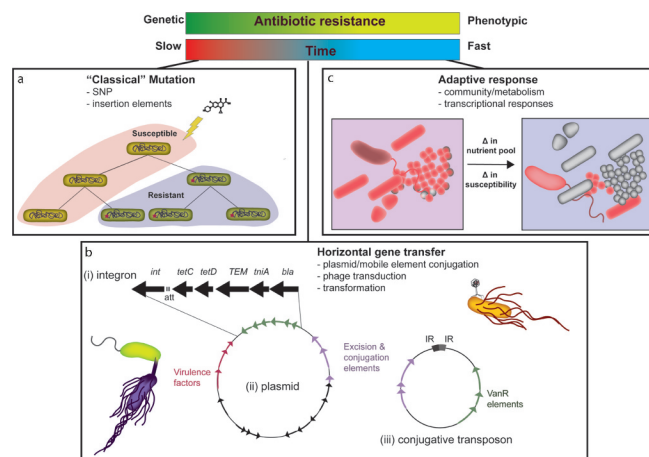 Genetic
Antibiotic resistance
Phenotypic
Slow
Time
Fast
a
“Classical” Mutation
- SNP
- insertion elements
Susceptible
Resistant
c
Adaptive response
- community/metabolism
- transcriptional responses
Δ in
nutrient pool
Δ in
susceptibility
b
Horizontal gene transfer
- plasmid/mobile element conjugation
- phage transduction
- transformation
(i) integron
int
tetC
tetD
TEM
tniA
bla
att
Virulence
factors
(ii) plasmid
Excision &
conjugation
elements
IR
IR
VanR
elements
(iii) conjugative transposon